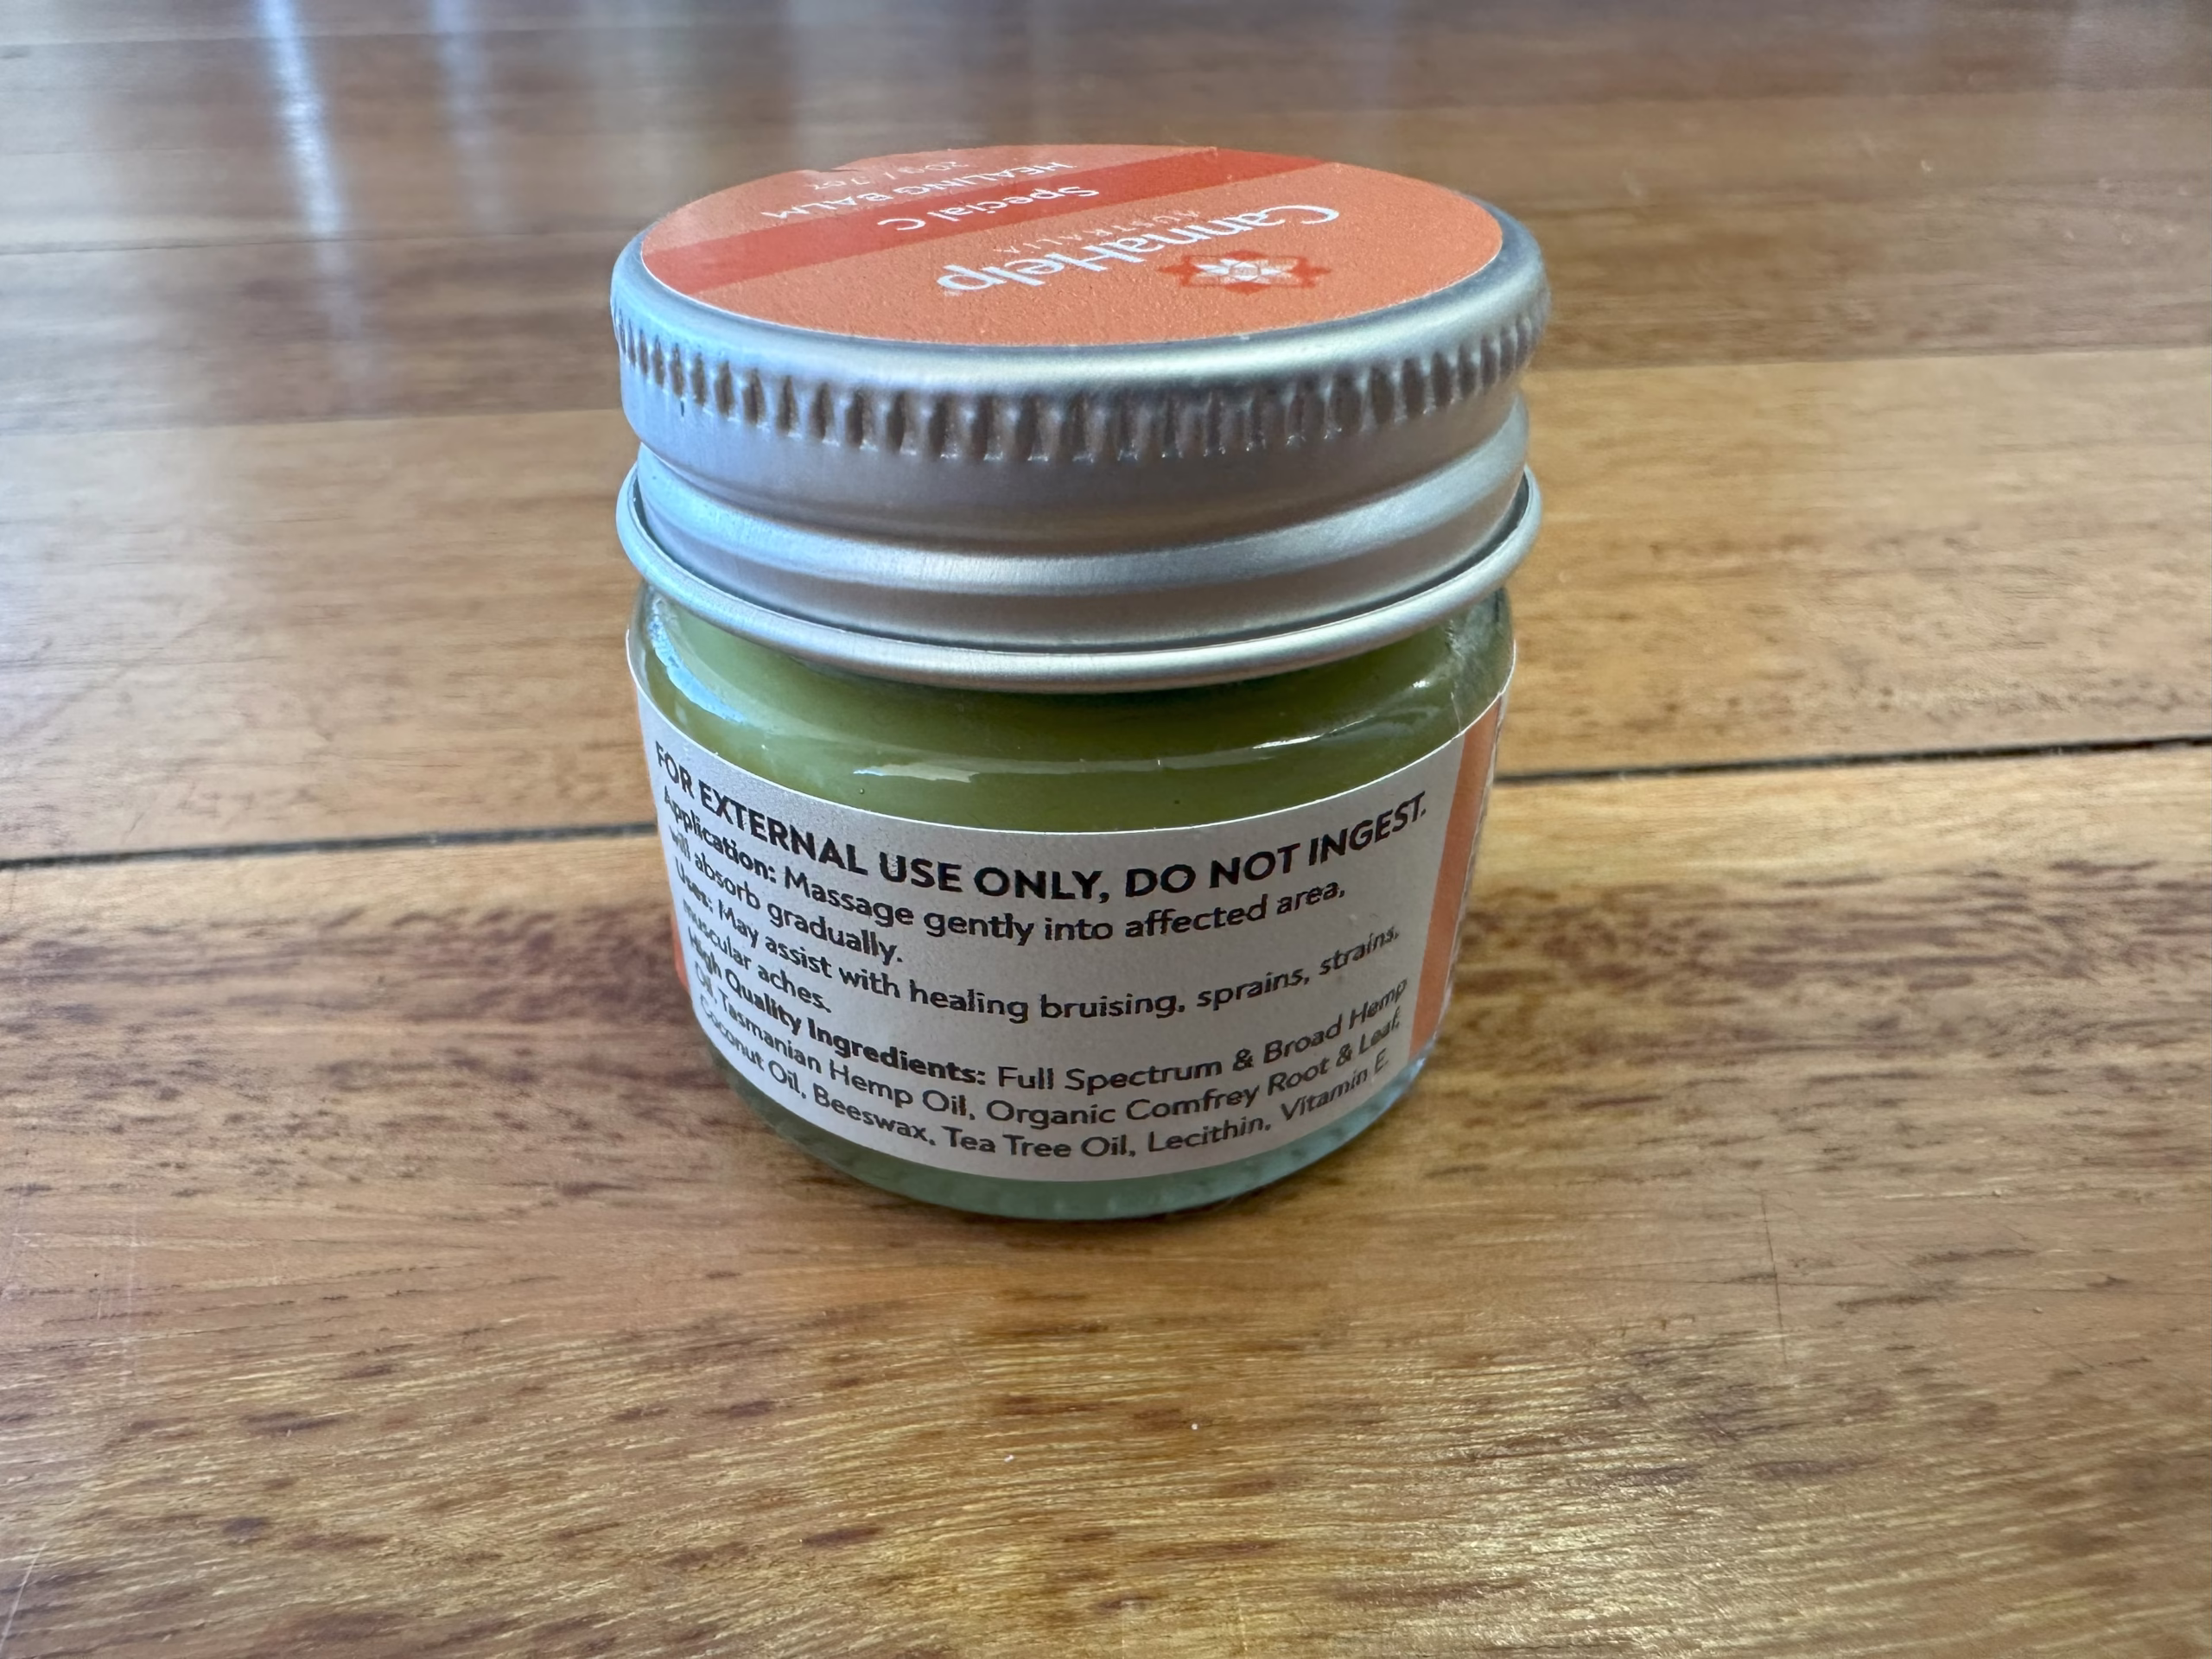 CannaHelp
AUSTRALIA
Special C
HEALING BALM
20g / 7oz
FOR EXTERNAL USE ONLY, DO NOT INGEST.
Application: Massage gently into affected area,
will absorb gradually.
Uses: May assist with healing bruising, sprains, strains,
muscular aches.
High Quality Ingredients: Full Spectrum & Broad Hemp
Oil, Tasmanian Hemp Oil, Organic Comfrey Root & Leaf,
Coconut Oil, Beeswax, Tea Tree Oil, Lecithin, Vitamin E.